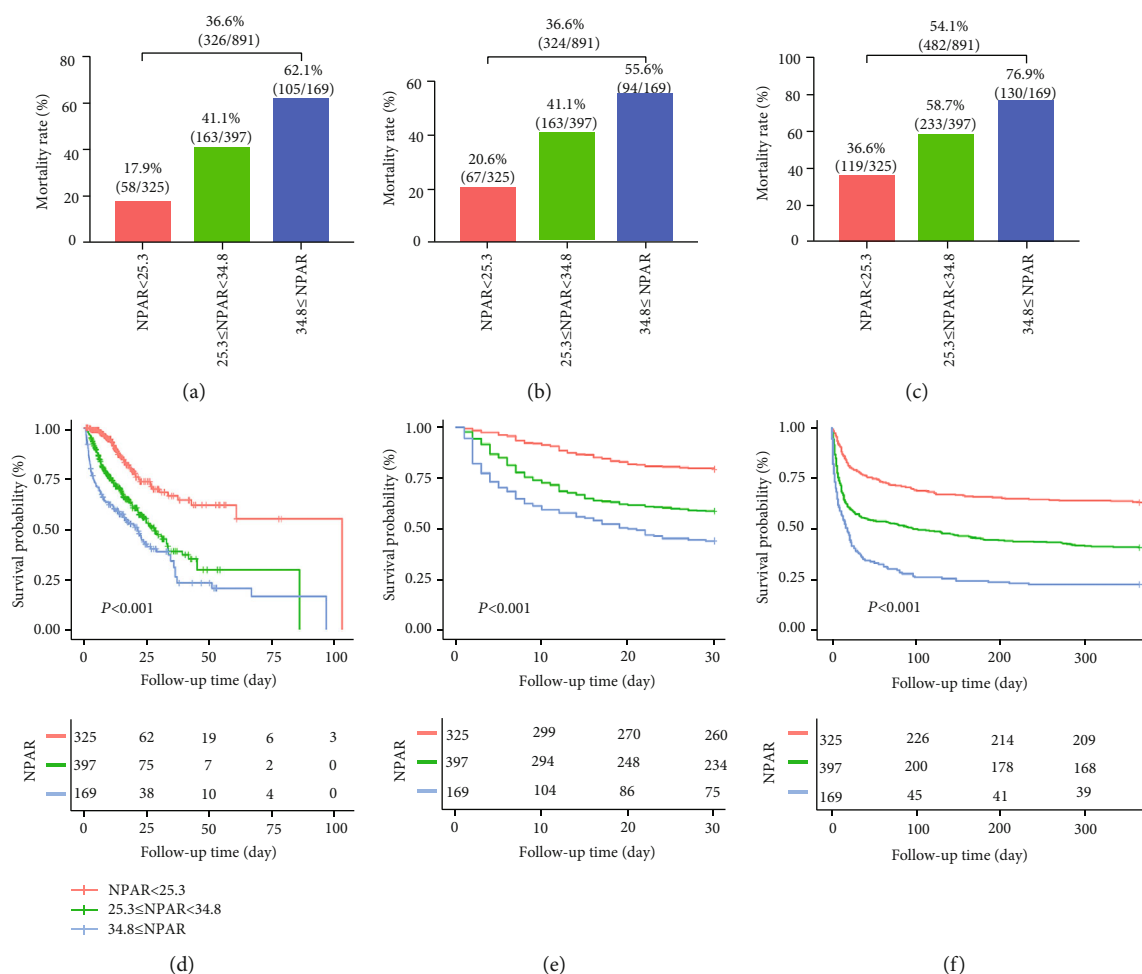 36.6%
(326/891)
80
60
40
20
0
Mortality rate (%)
17.9%
(58/325)
41.1%
(163/397)
62.1%
(105/169)
NPAR<25.3
25.3≤NPAR<34.8
34.8≤ NPAR
(a)
36.6%
(324/891)
60
40
20
0
Mortality rate (%)
20.6%
(67/325)
41.1%
(163/397)
55.6%
(94/169)
NPAR<25.3
25.3≤NPAR<34.8
34.8≤ NPAR
(b)
54.1%
(482/891)
100
80
60
40
20
0
Mortality rate (%)
36.6%
(119/325)
58.7%
(233/397)
76.9%
(130/169)
NPAR<25.3
25.3≤NPAR<34.8
34.8≤ NPAR
(c)
1.00
0.75
0.50
0.25
0.00
Survival probability (%)
P<0.001
0 25 50 75 100
Follow-up time (day)
NPAR
325 62 19 6 3
397 75 7 2 0
169 38 10 4 0
0 25 50 75 100
Follow-up time (day)
NPAR<25.3
25.3≤NPAR<34.8
34.8≤NPAR
(d)
1.00
0.75
0.50
0.25
0.00
Survival probability (%)
P<0.001
0 10 20 30
Follow-up time (day)
NPAR
325 299 270 260
397 294 248 234
169 104 86 75
0 10 20 30
Follow-up time (day)
(e)
1.00
0.75
0.50
0.25
0.00
Survival probability (%)
P<0.001
0 100 200 300
Follow-up time (day)
NPAR
325 226 214 209
397 200 178 168
169 45 41 39
0 100 200 300
Follow-up time (day)
(f)